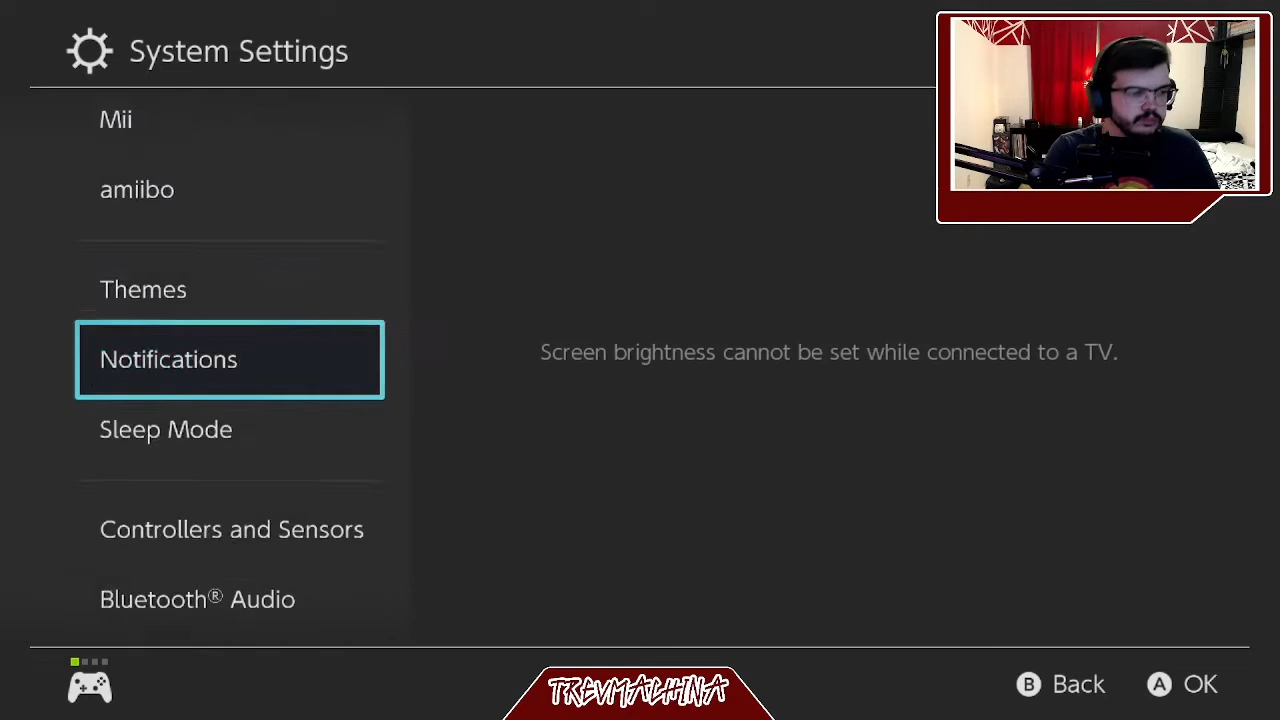 System Settings
Mii
amiibo
Themes
Notifications
Sleep Mode
Controllers and Sensors
Bluetooth® Audio
Screen brightness cannot be set while connected to a TV.
TREVMACHINA
B Back
A OK